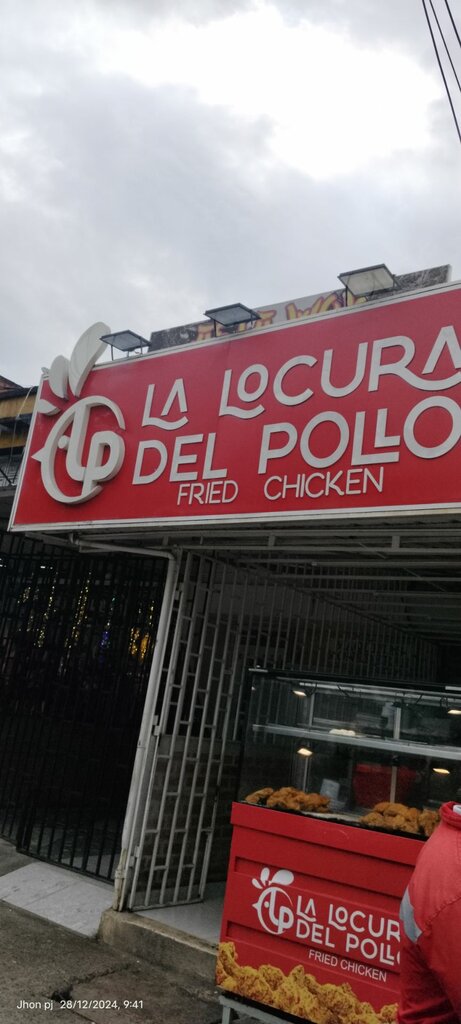 LA LOCURA
DEL POLLO
FRIED CHICKEN
LP
LP
LA LOCUR
DEL POLL
FRIED CHICKEN
Jhon pj 28/12/2024, 9:41